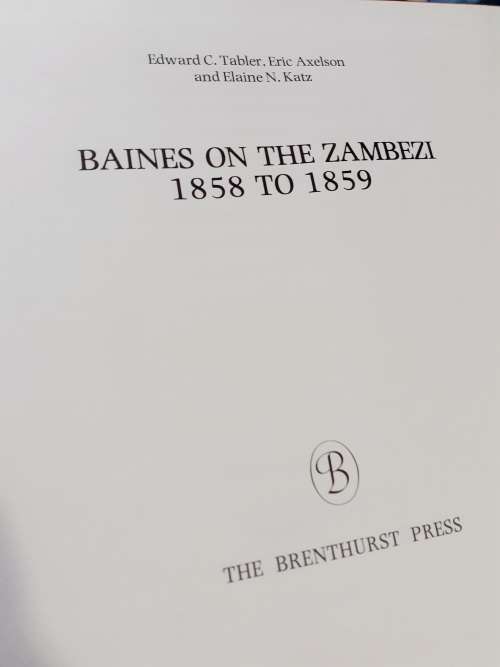 Edward C. Tabler, Eric Axelson
and Elaine N. Katz
BAINES ON THE ZAMBEZI
1858 TO 1859
B
THE BRENTHURST PRESS